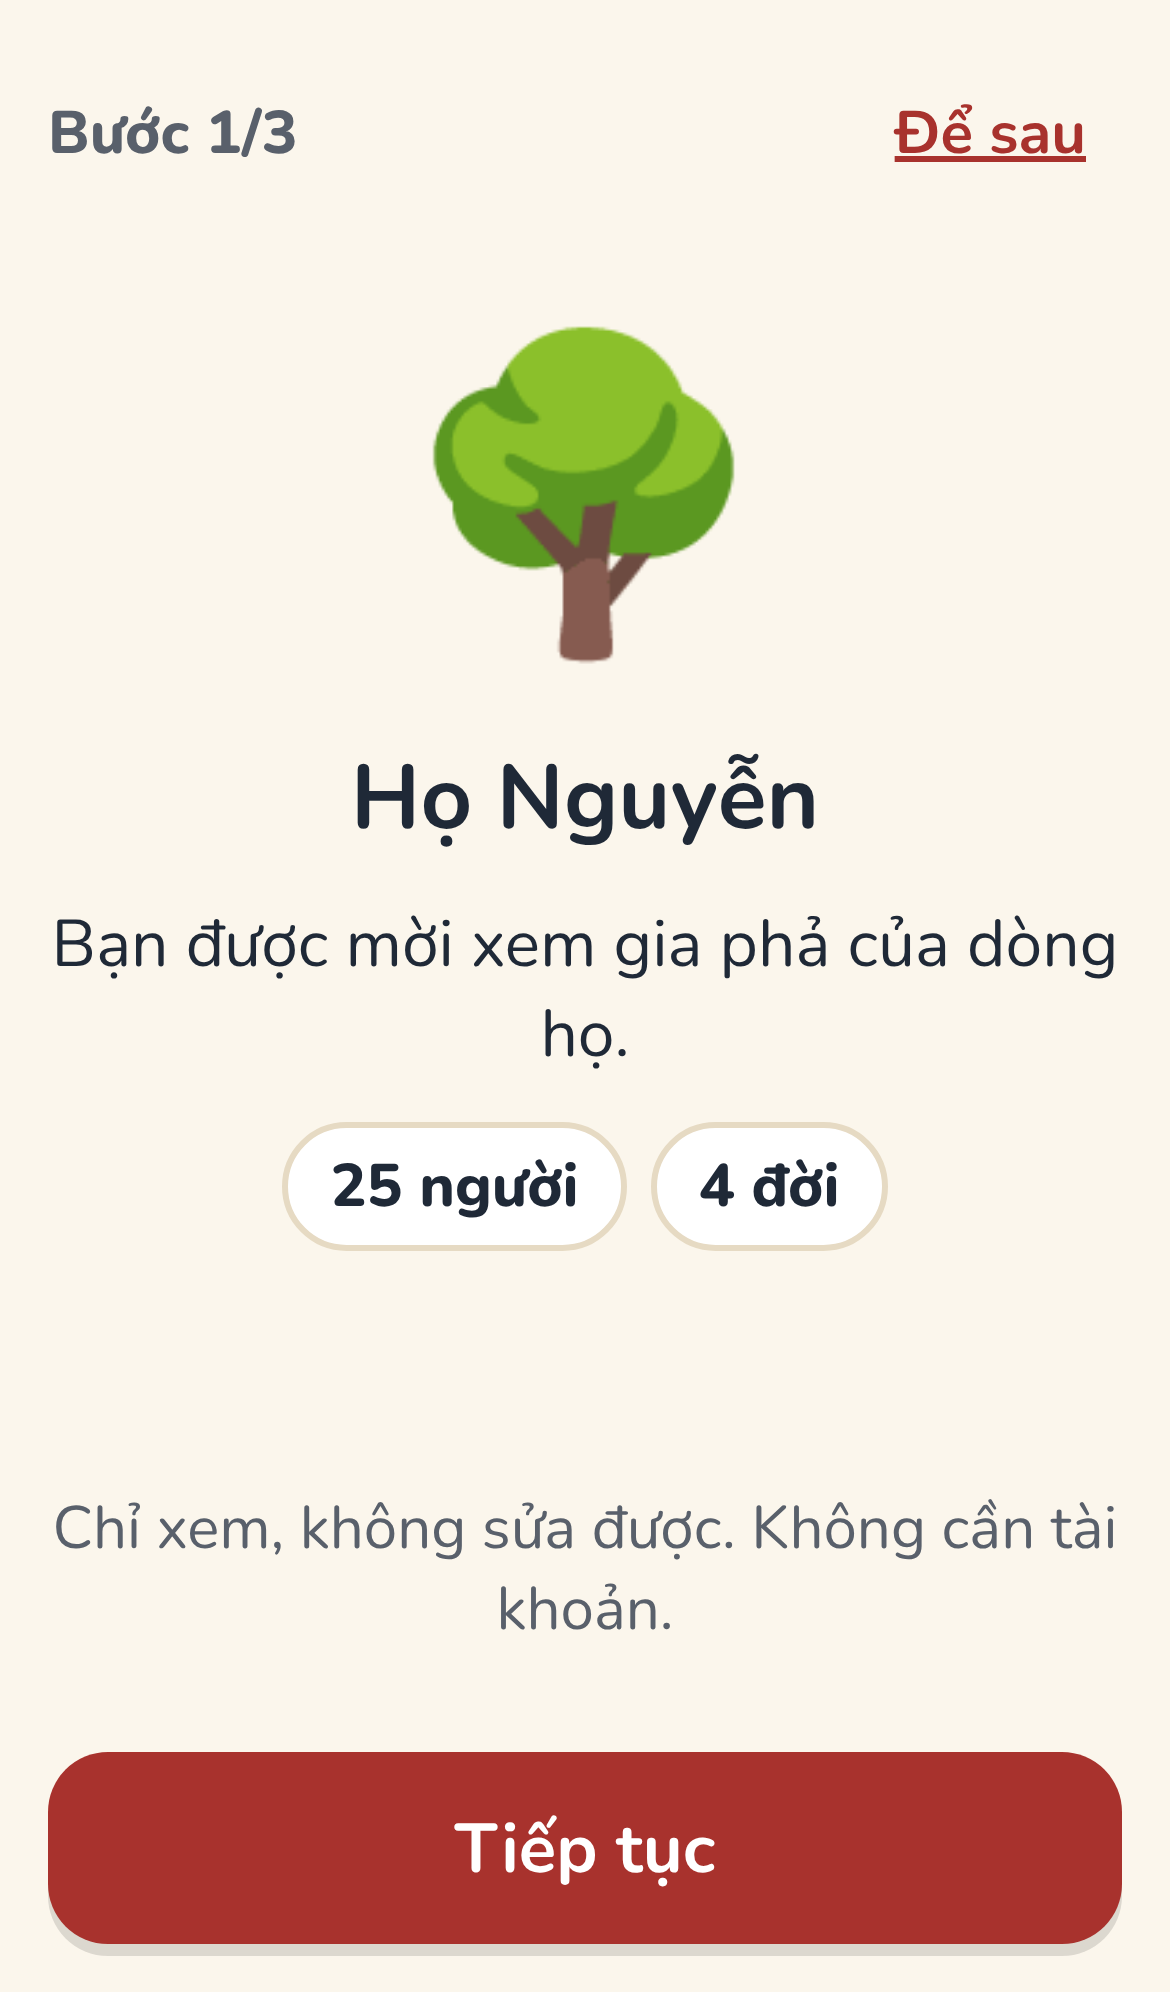 Bước 1/3
Để sau
Họ Nguyễn
Bạn được mời xem gia phả của dòng
họ.
25 người
4 đời
Chỉ xem, không sửa được. Không cần tài
khoản.
Tiếp tục